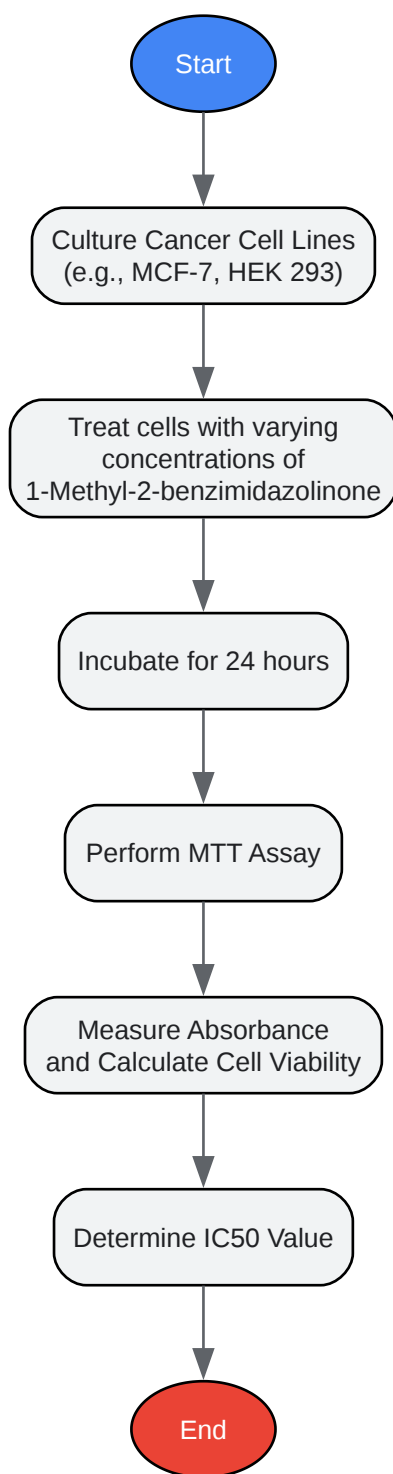 Start
Culture Cancer Cell Lines
(e.g., MCF-7, HEK 293)
Treat cells with varying
concentrations of
1-Methyl-2-benzimidazolinone
Incubate for 24 hours
Perform MTT Assay
Measure Absorbance
and Calculate Cell Viability
Determine IC50 Value
End